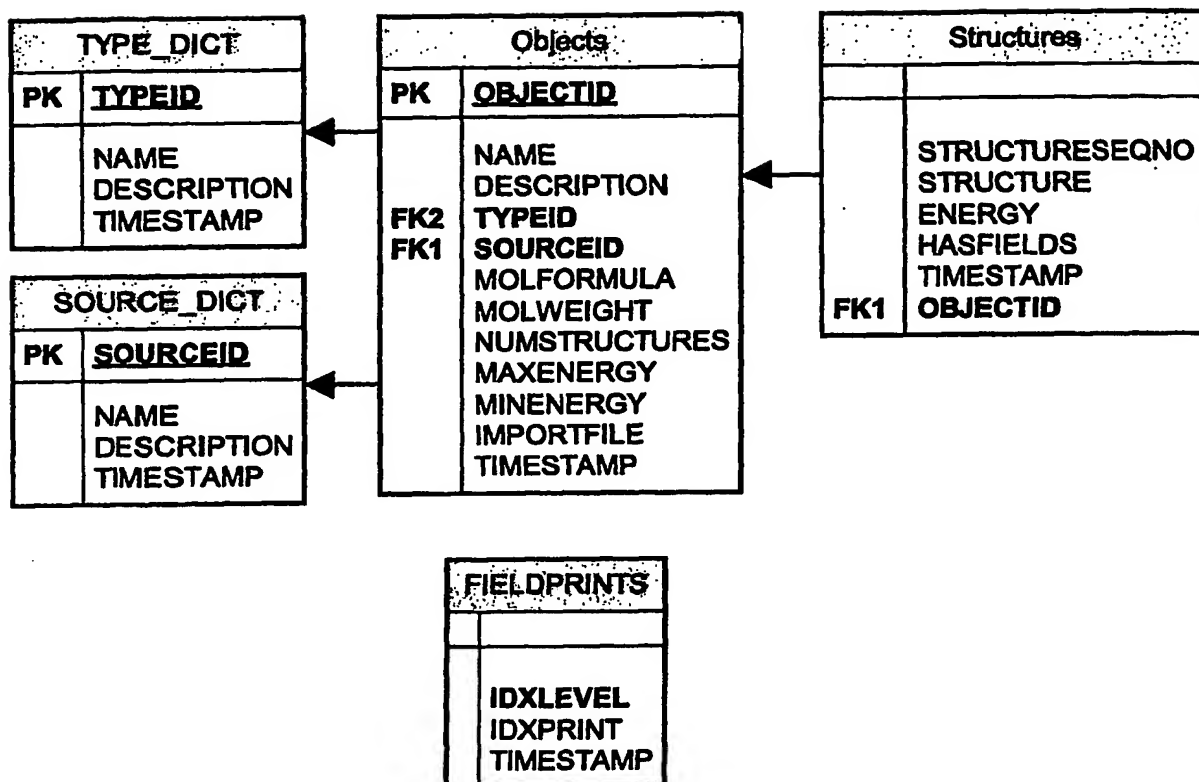 TYPE_DICT
PK TYPEID
NAME
DESCRIPTION
TIMESTAMP
SOURCE_DICT
PK SOURCEID
NAME
DESCRIPTION
TIMESTAMP
Objects
PK OBJECTID
NAME
DESCRIPTION
FK2 TYPEID
FK1 SOURCEID
MOLFORMULA
MOLWEIGHT
NUMSTRUCTURES
MAXENERGY
MINENERGY
IMPORTFILE
TIMESTAMP
Structures
STRUCTURESEQNO
STRUCTURE
ENERGY
HASFIELDS
TIMESTAMP
FK1 OBJECTID
FIELDPRINTS
IDXLEVEL
IDXPRINT
TIMESTAMP